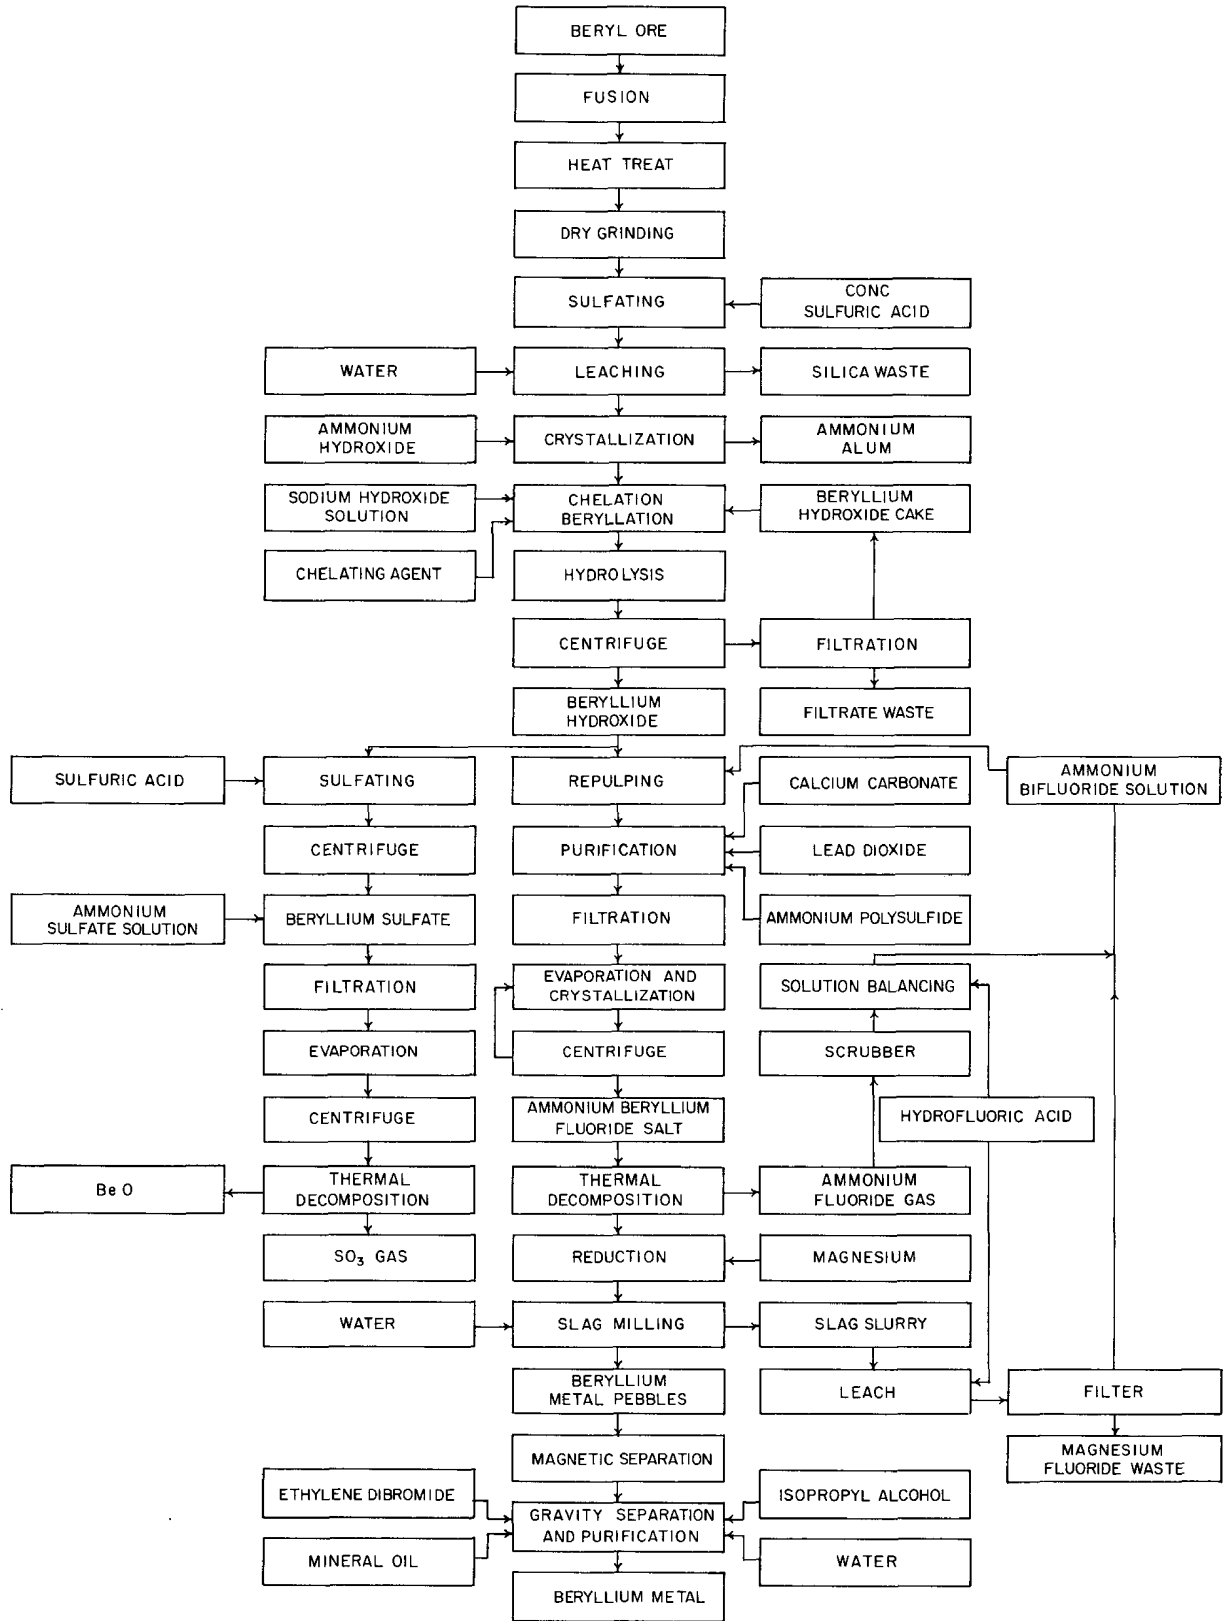 BERYL ORE
FUSION
HEAT TREAT
DRY GRINDING
SULFATING
CONC
SULFURIC ACID
WATER
LEACHING
SILICA WASTE
AMMONIUM
HYDROXIDE
CRYSTALLIZATION
AMMONIUM
ALUM
SODIUM HYDROXIDE
SOLUTION
CHELATION
BERYLLATION
BERYLLIUM
HYDROXIDE CAKE
CHELATING AGENT
HYDROLYSIS
CENTRIFUGE
FILTRATION
BERYLLIUM
HYDROXIDE
FILTRATE WASTE
SULFURIC ACID
SULFATING
REPULPING
CALCIUM CARBONATE
AMMONIUM
BIFLUORIDE SOLUTION
CENTRIFUGE
PURIFICATION
LEAD DIOXIDE
AMMONIUM
SULFATE SOLUTION
BERYLLIUM SULFATE
FILTRATION
AMMONIUM POLYSULFIDE
FILTRATION
EVAPORATION AND
CRYSTALLIZATION
SOLUTION BALANCING
EVAPORATION
CENTRIFUGE
SCRUBBER
CENTRIFUGE
AMMONIUM BERYLLIUM
FLUORIDE SALT
HYDROFLUORIC ACID
Be O
THERMAL
DECOMPOSITION
THERMAL
DECOMPOSITION
AMMONIUM
FLUORIDE GAS
SO₃ GAS
REDUCTION
MAGNESIUM
WATER
SLAG MILLING
SLAG SLURRY
BERYLLIUM
METAL PEBBLES
LEACH
FILTER
MAGNETIC SEPARATION
MAGNESIUM
FLUORIDE WASTE
ETHYLENE DIBROMIDE
GRAVITY SEPARATION
AND PURIFICATION
ISOPROPYL ALCOHOL
MINERAL OIL
WATER
BERYLLIUM METAL